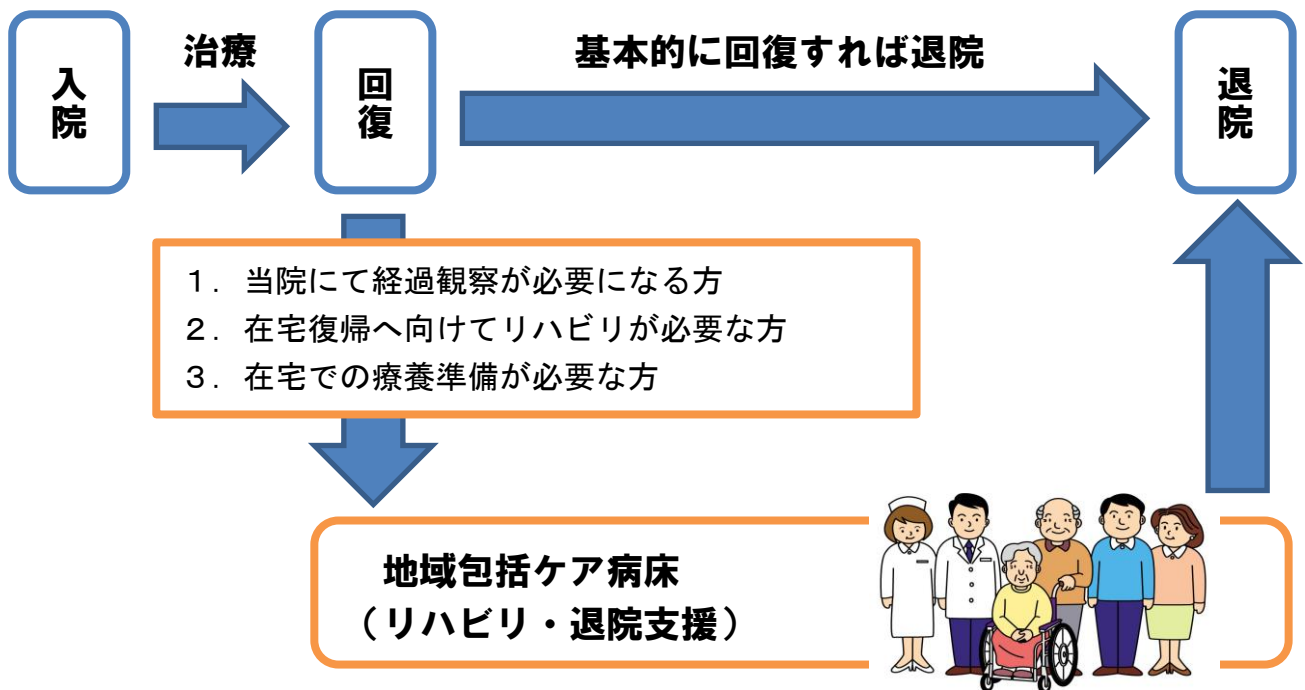 入院
治療
回復
基本的に回復すれば退院
退院
１．当院にて経過観察が必要になる方
２．在宅復帰へ向けてリハビリが必要な方
３．在宅での療養準備が必要な方
地域包括ケア病床
（リハビリ・退院支援）